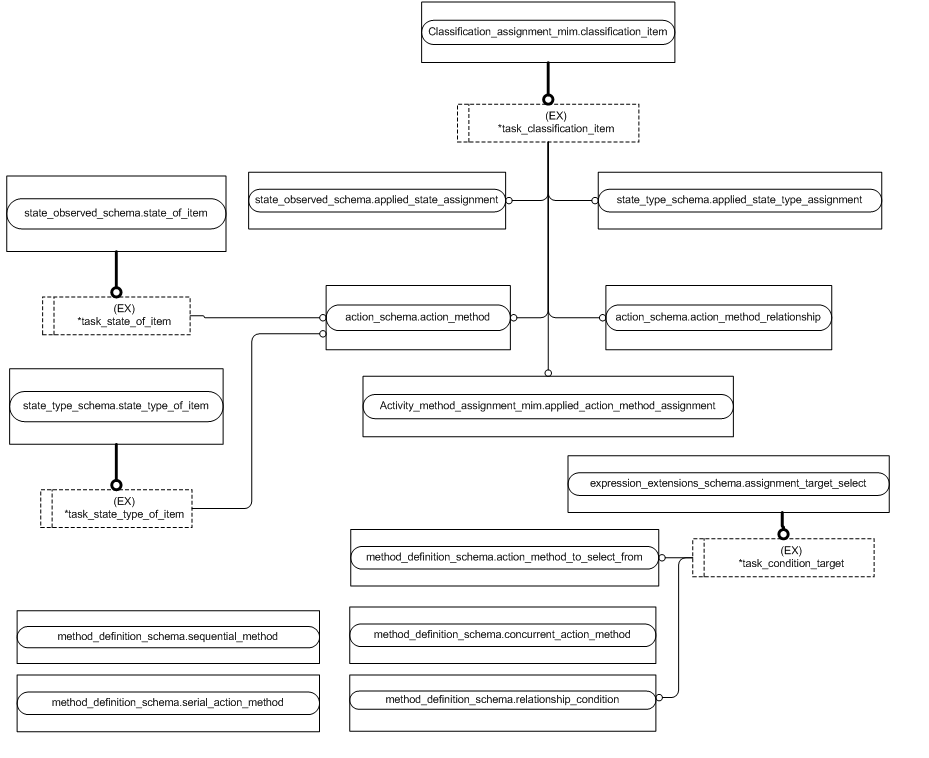 Classification_assignment_mim.classification_item
(EX)
*task_classification_item
state_observed_schema.state_of_item
state_observed_schema.applied_state_assignment
state_type_schema.applied_state_type_assignment
(EX)
*task_state_of_item
action_schema.action_method
action_schema.action_method_relationship
state_type_schema.state_type_of_item
Activity_method_assignment_mim.applied_action_method_assignment
(EX)
*task_state_type_of_item
expression_extensions_schema.assignment_target_select
method_definition_schema.action_method_to_select_from
(EX)
*task_condition_target
method_definition_schema.sequential_method
method_definition_schema.concurrent_action_method
method_definition_schema.serial_action_method
method_definition_schema.relationship_condition